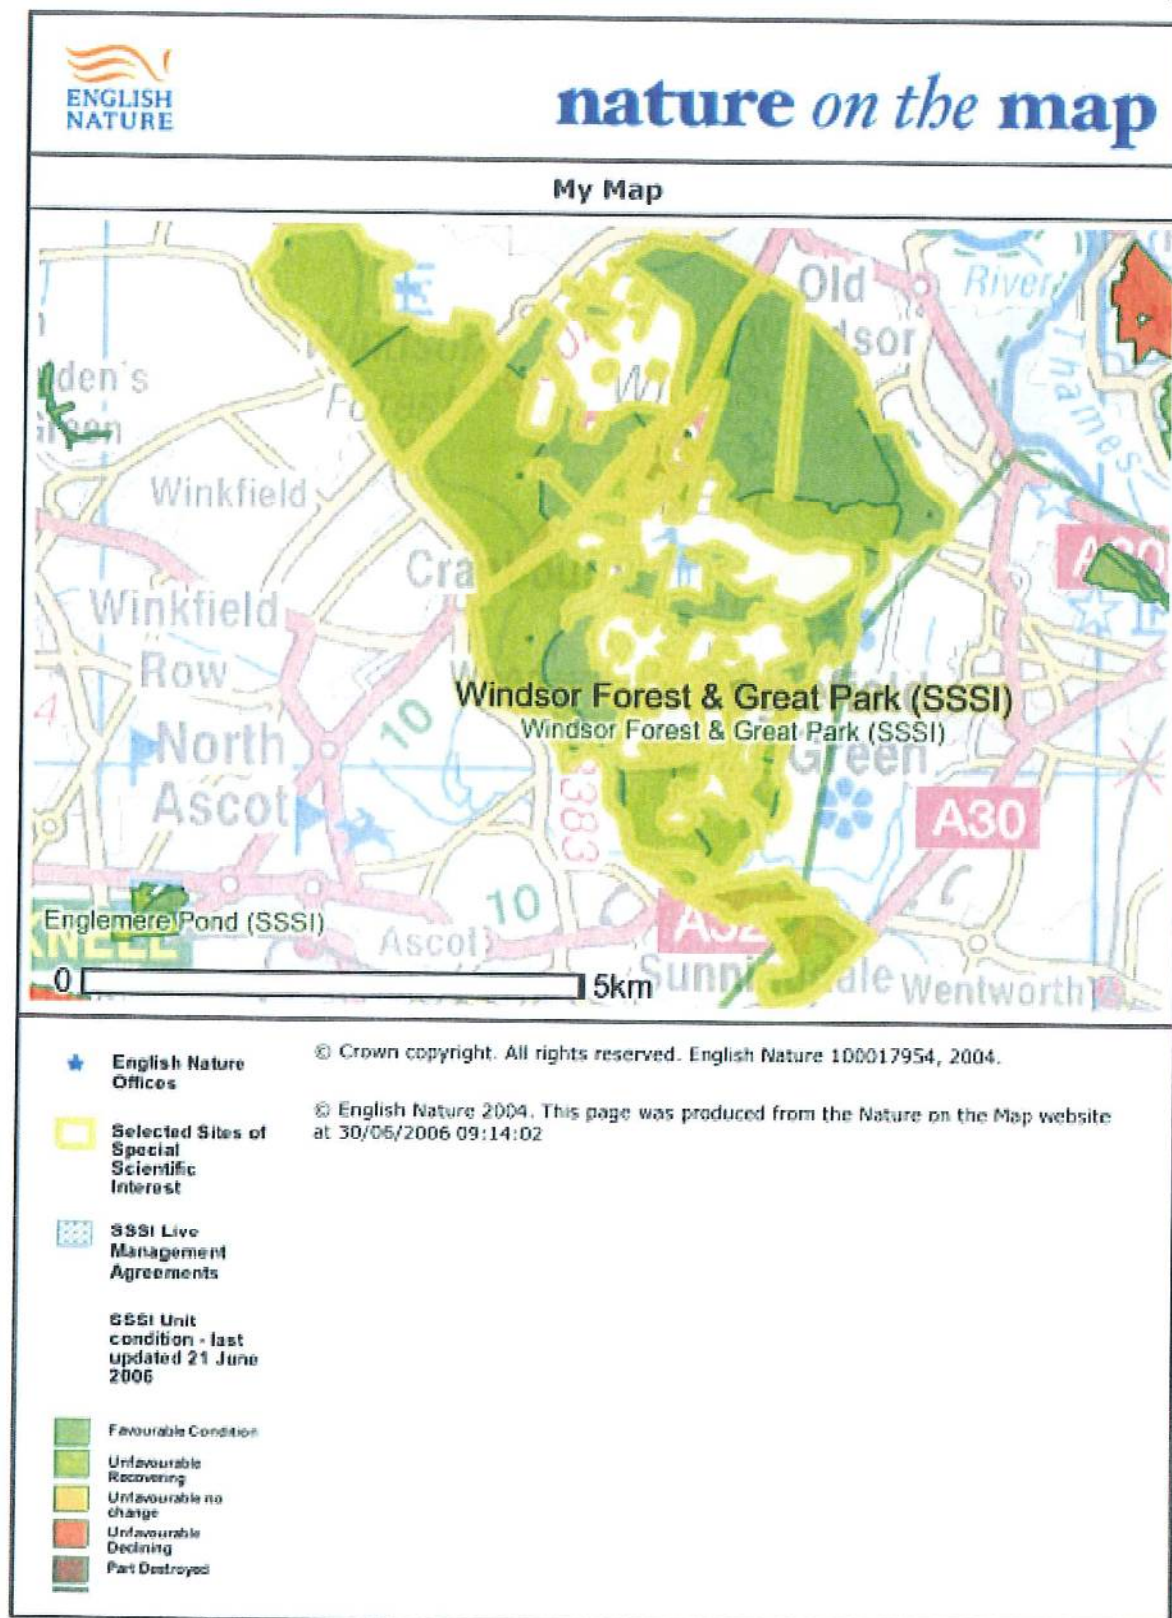 ENGLISH
NATURE
nature on the map
My Map
Old
River
Thames
Winkfield
Winkfield
Row
North
Ascot
10
Windsor Forest & Great Park (SSSI)
Windsor Forest & Great Park (SSSI)
Green
A30
10
Englemere Pond (SSSI)
Ascot
Wentworth
0
5km
English Nature
Offices
Selected Sites of
Special
Scientific
Interest
SSSI Live
Management
Agreements
SSSI Unit
condition - last
updated 21 June
2006
Favourable Condition
Unfavourable
Recovering
Unfavourable no
change
Unfavourable
Declining
Part Destroyed
© Crown copyright. All rights reserved. English Nature 100017954, 2004.
© English Nature 2004. This page was produced from the Nature on the Map website
at 30/06/2006 09:14:02